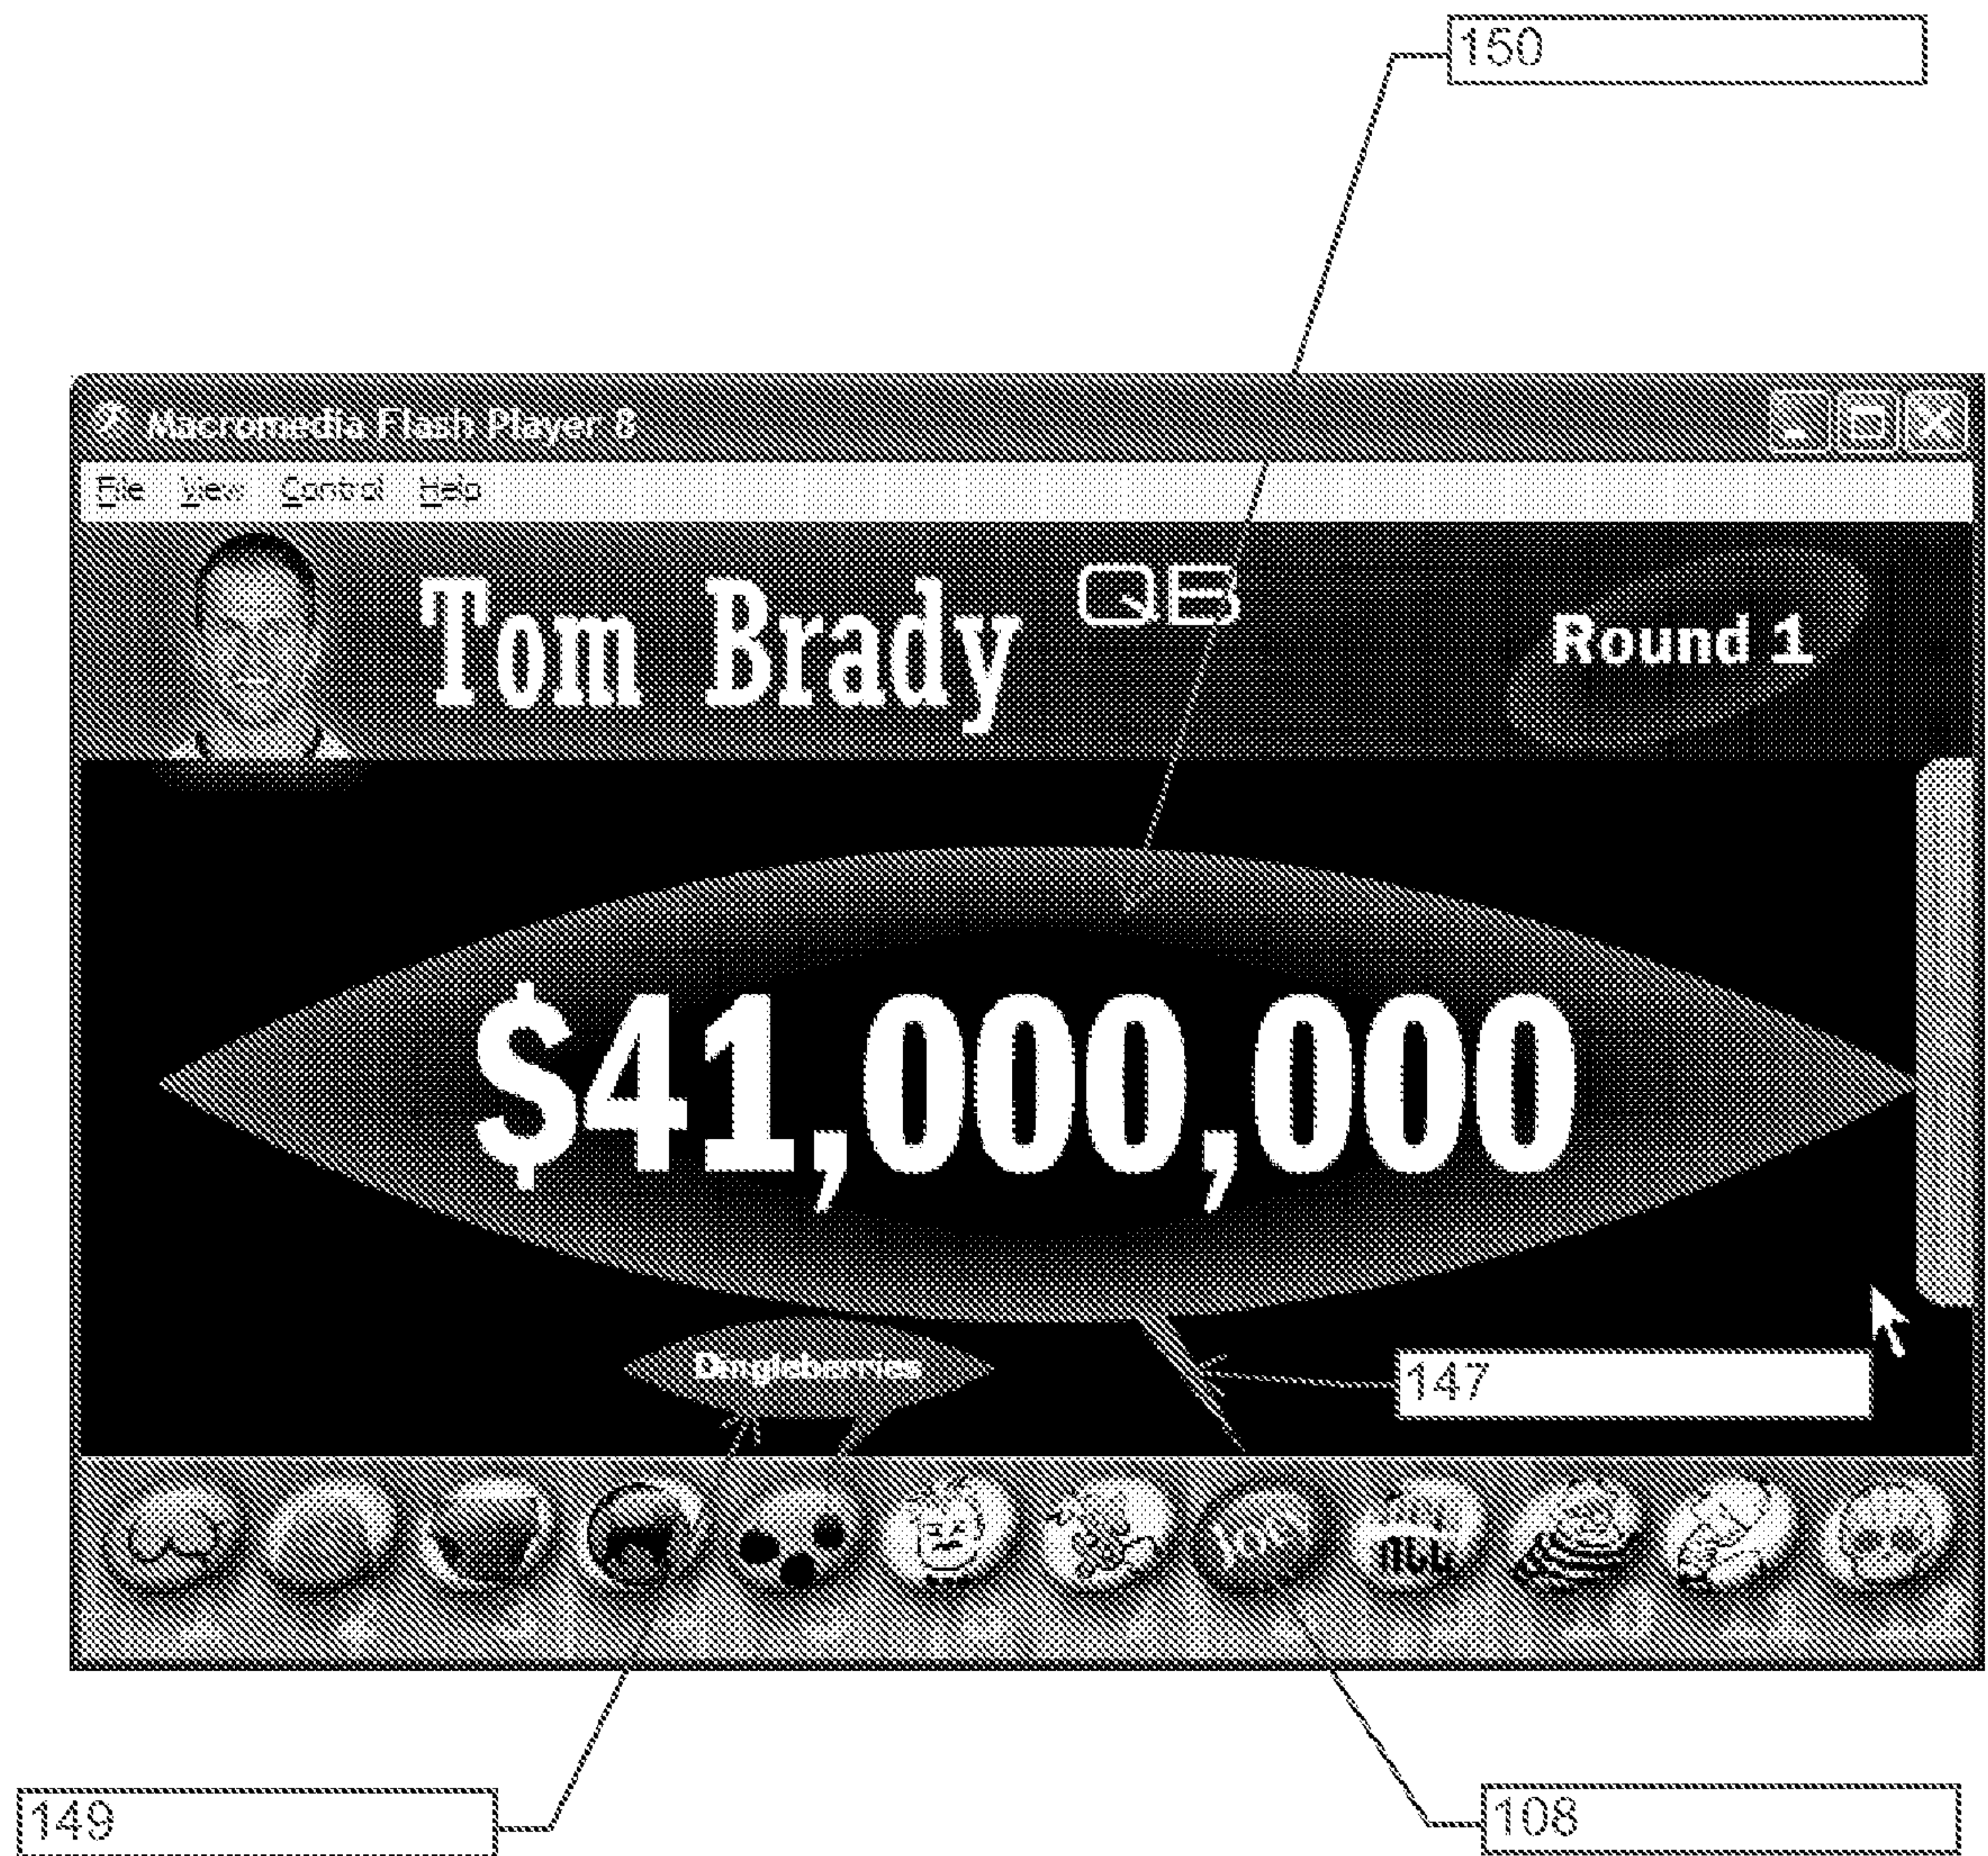 150
Macromedia Flash Player 8
File View Control Help
Tom Brady QB
Round 1
$41,000,000
Dingleberries
147
149
108